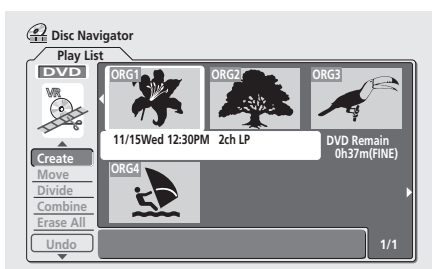 Disc Navigator
Play List
DVD
VR
ORG1
ORG2
ORG3
11/15Wed 12:30PM 2ch LP
DVD Remain
0h37m(FINE)
Create
Move
Divide
Combine
Erase All
Undo
ORG4
1/1